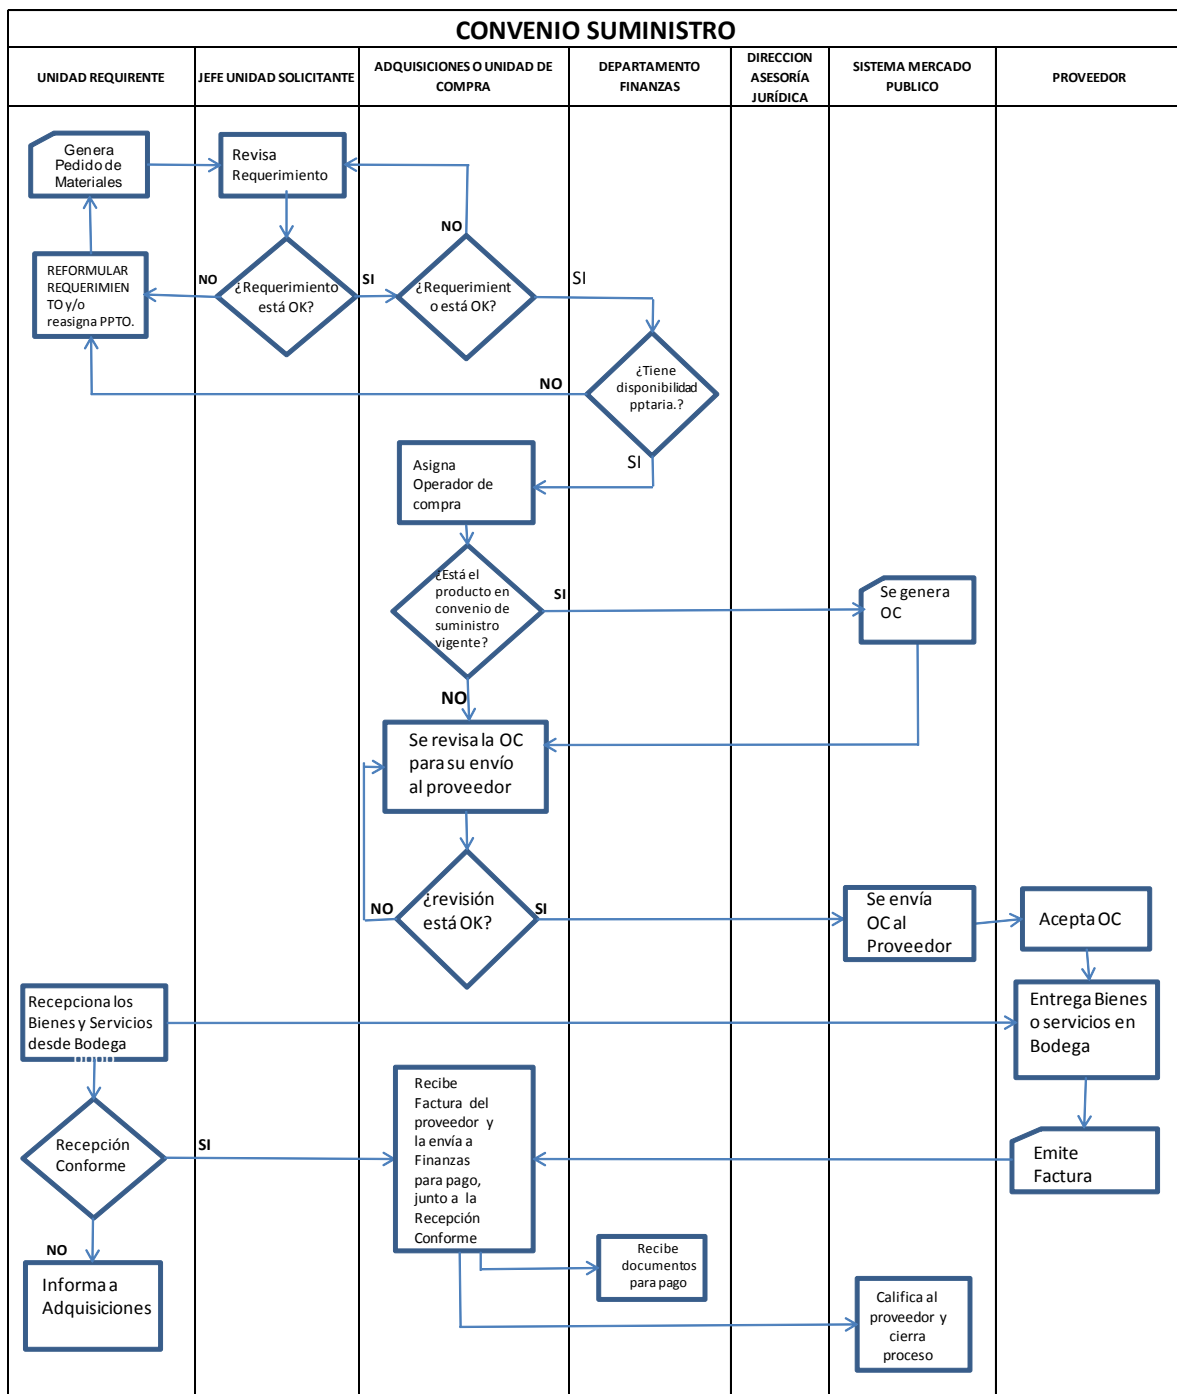 CONVENIO SUMINISTRO
UNIDAD REQUIRENTE
JEFE UNIDAD SOLICITANTE
ADQUISICIONES O UNIDAD DE
COMPRA
DEPARTAMENTO
FINANZAS
DIRECCION
ASESORÍA
JURÍDICA
SISTEMA MERCADO
PUBLICO
PROVEEDOR
Genera
Pedido de
Materiales
Revisa
Requerimiento
NO
REFORMULAR
REQUERIMIEN
TO y/o
reasigna PPTO.
NO
¿Requerimiento
está OK?
SI
¿Requerimient
o está OK?
SI
¿Tiene
disponibilidad
pptaria.?
NO
SI
Asigna
Operador de
compra
¿Está el
producto en
convenio de
suministro
vigente?
SI
Se genera
OC
NO
Se revisa la OC
para su envío
al proveedor
NO
¿revisión
está OK?
SI
Se envía
OC al
Proveedor
Acepta OC
Recepciona los
Bienes y Servicios
desde Bodega
Entrega Bienes
o servicios en
Bodega
Recepción
Conforme
SI
Recibe
Factura del
proveedor y
la envía a
Finanzas
para pago,
junto a la
Recepción
Conforme
Emite
Factura
NO
Informa a
Adquisiciones
Recibe
documentos
para pago
Califica al
proveedor y
cierra
proceso